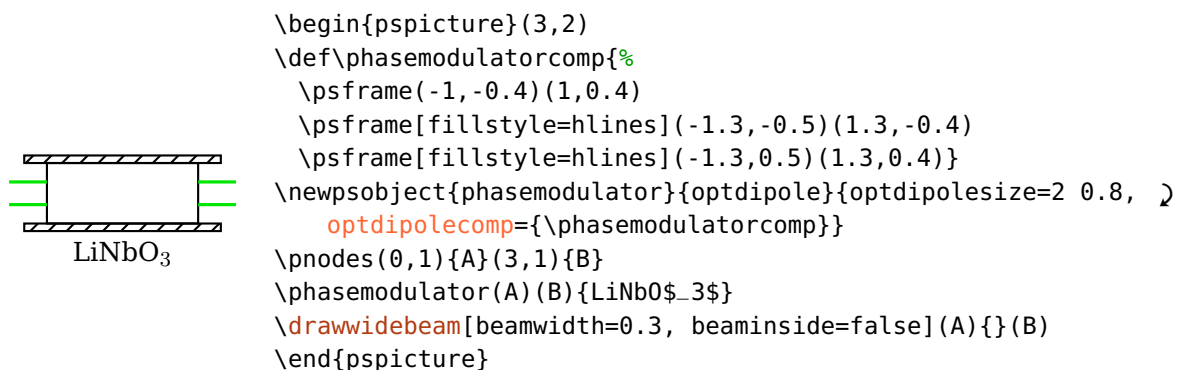 \begin{pspicture}(3,2)
\def\phasemodulatorcomp{%
\psframe(-1,-0.4)(1,0.4)
\psframe[fillstyle=hlines](-1.3,-0.5)(1.3,-0.4)
\psframe[fillstyle=hlines](-1.3,0.5)(1.3,0.4)}
\newpsobject{phasemodulator}{optdipole}{optdipolesize=2 0.8,
optdipolecomp={\phasemodulatorcomp}}
\pnodes(0,1){A}(3,1){B}
\phasemodulator(A)(B){LiNbO$_3$}
\drawwidebeam[beamwidth=0.3, beaminside=false](A){}(B)
\end{pspicture}
LiNbO₃